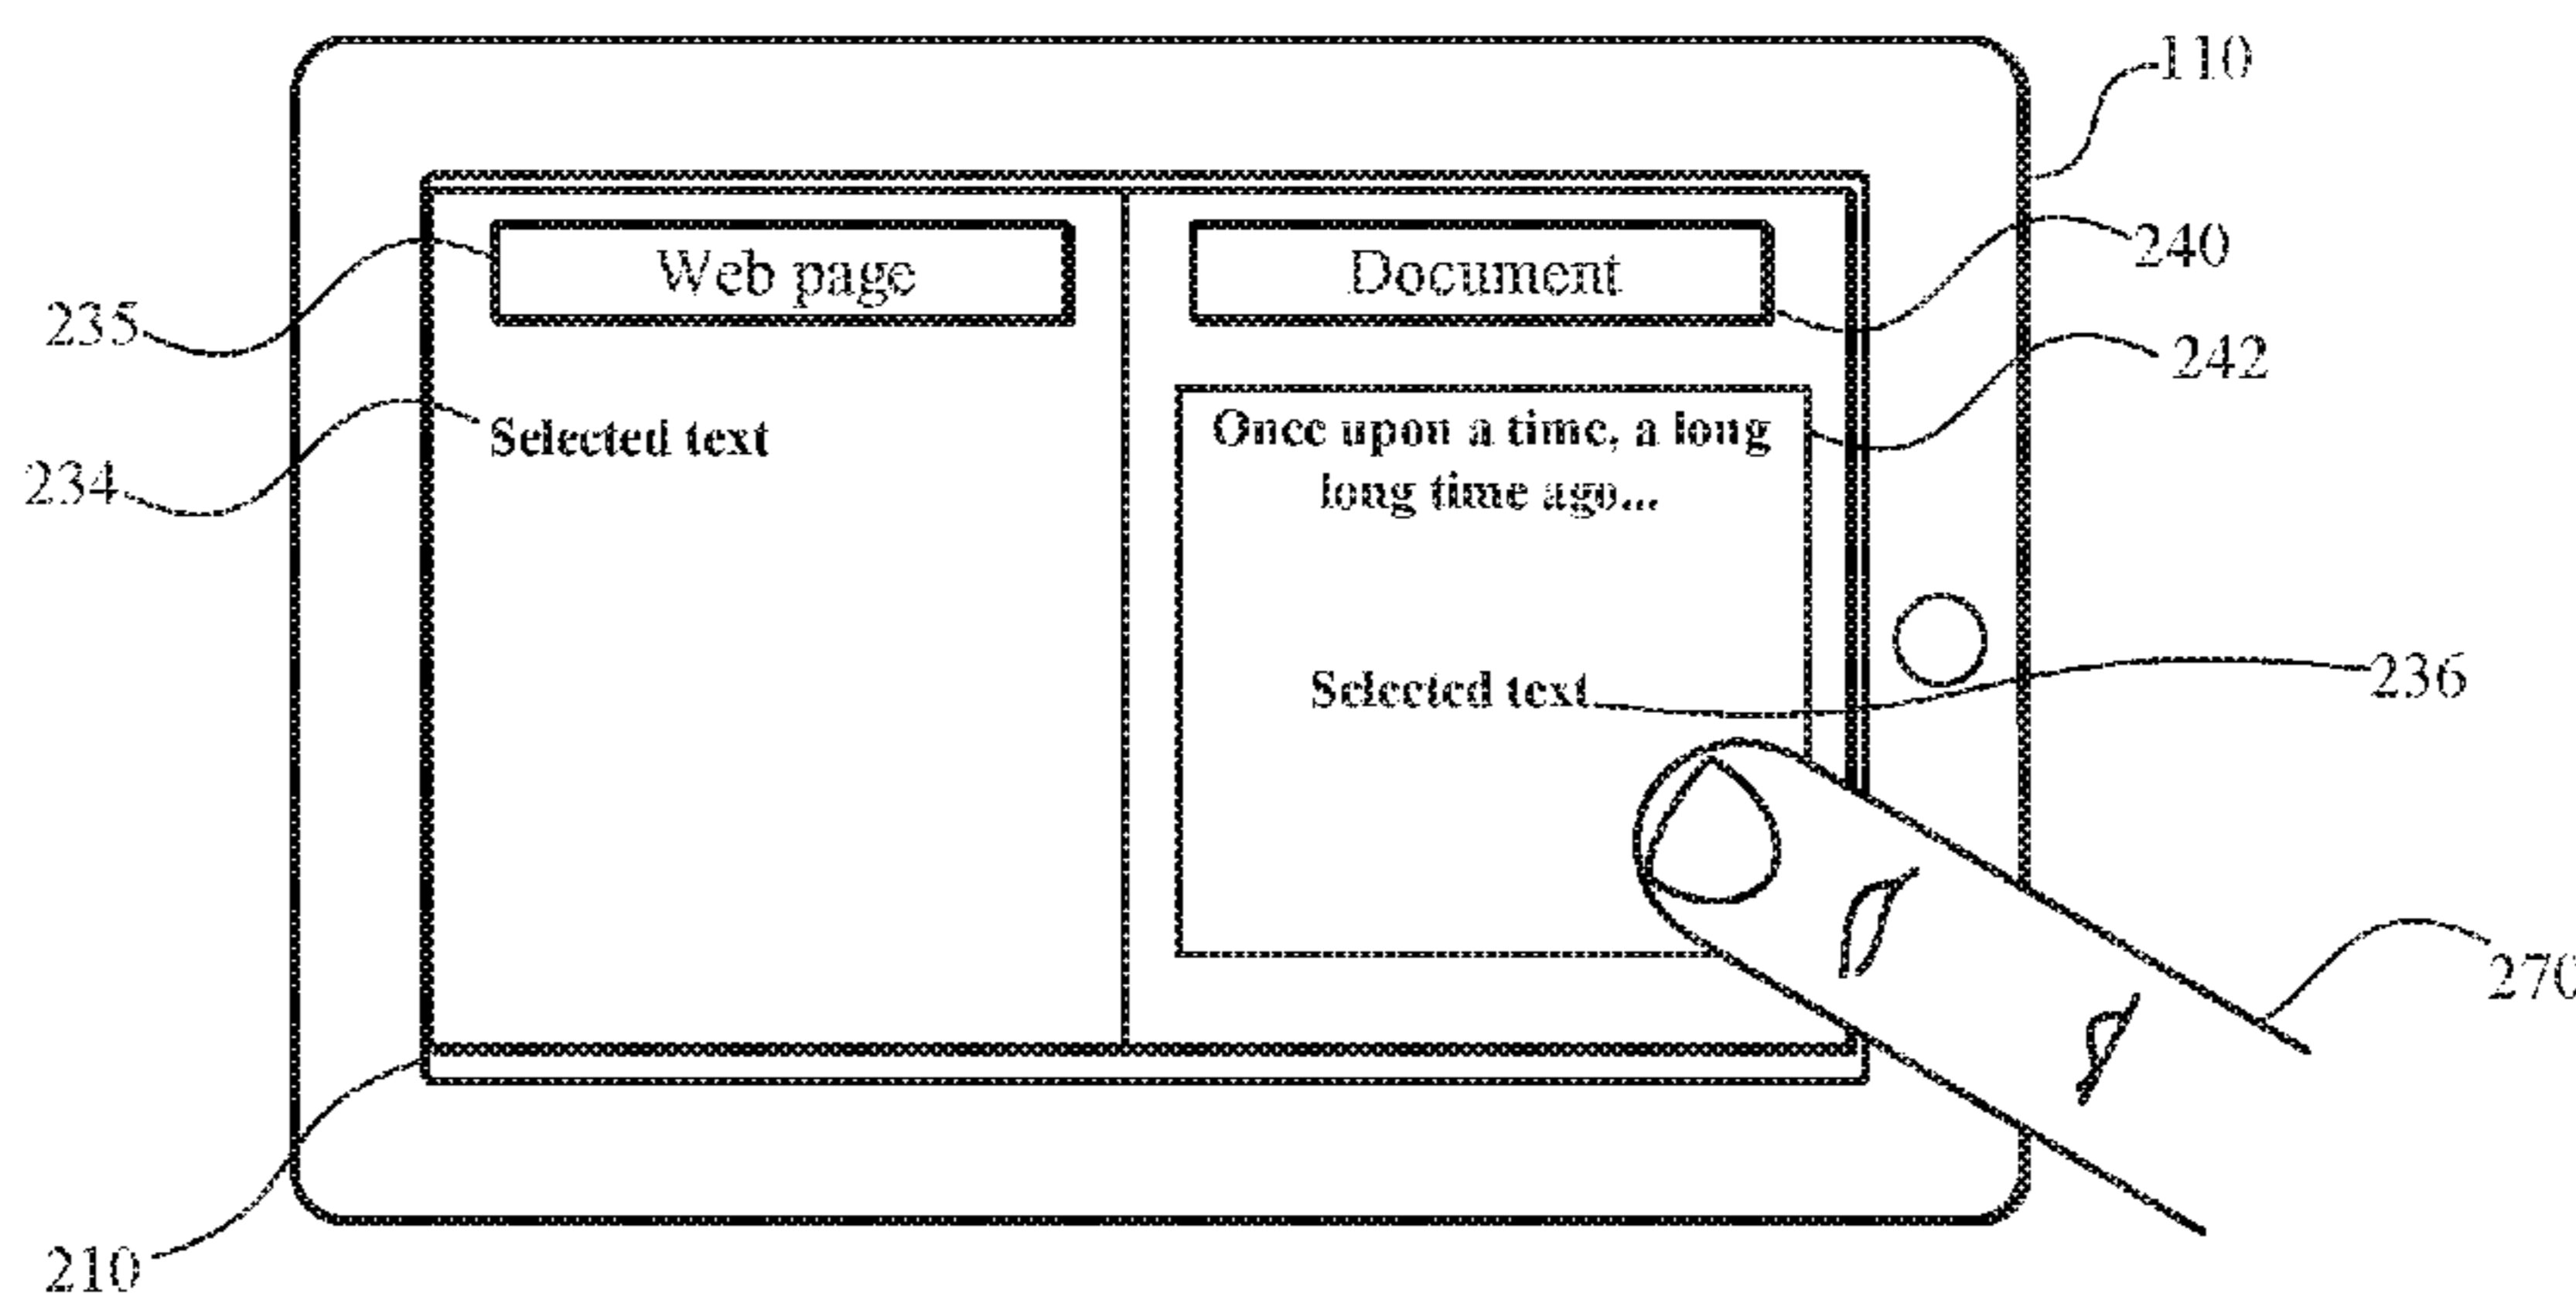 110
Web page
Document
240
235
242
Selected text
Once upon a time, a long
long time ago...
234
Selected text
236
270
210